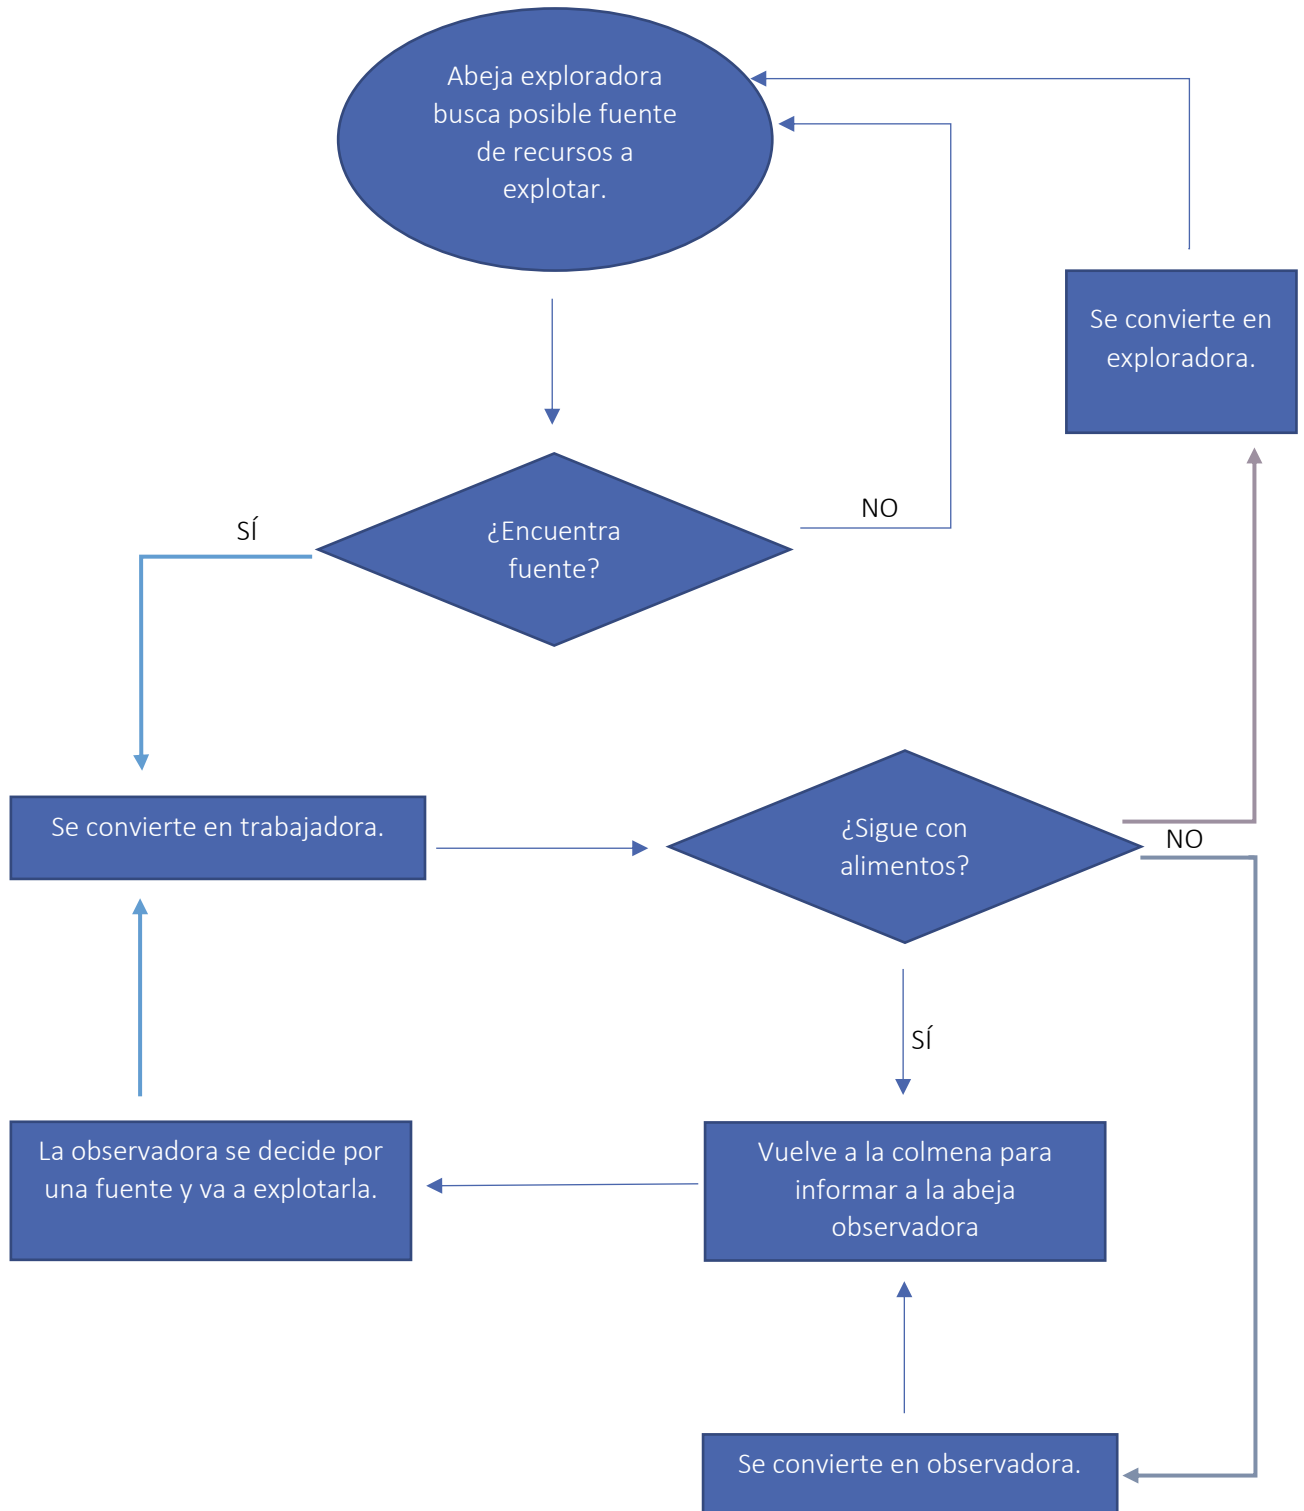 Abeja exploradora
busca posible fuente
de recursos a
explotar.
Se convierte en
exploradora.
NO
SÍ
¿Encuentra
fuente?
Se convierte en trabajadora.
¿Sigue con
alimentos?
NO
SÍ
La observadora se decide por
una fuente y va a explotarla.
Vuelve a la colmena para
informar a la abeja
observadora
Se convierte en observadora.